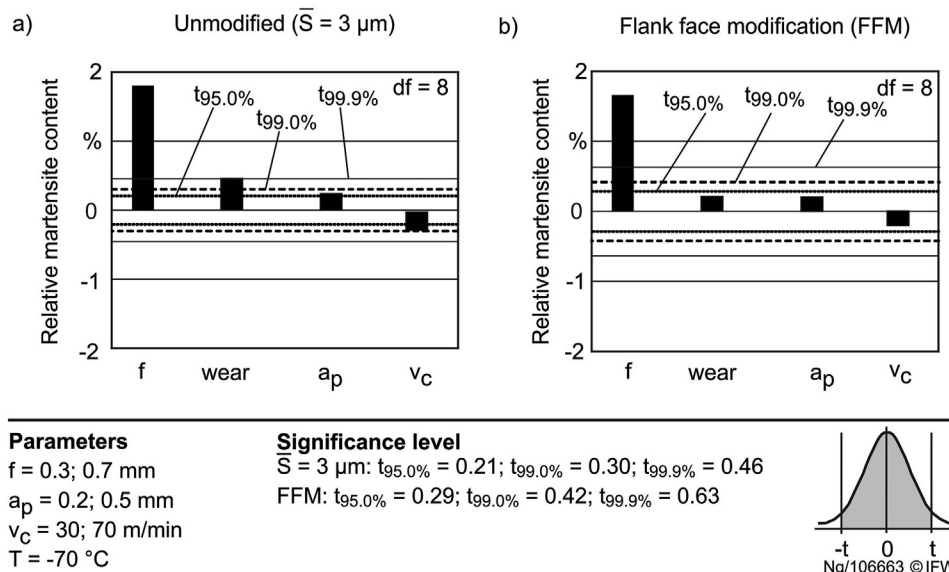 a) Unmodified (S̅ = 3 µm)
Relative martensite content
2
%
0
-1
-2
t95.0%
t99.0%
t99.9%
df = 8
f wear ap vc
b) Flank face modification (FFM)
Relative martensite content
2
%
0
-1
-2
t95.0%
t99.0%
t99.9%
df = 8
f wear ap vc
Parameters
f = 0.3; 0.7 mm
ap = 0.2; 0.5 mm
vc = 30; 70 m/min
T = -70 °C
Significance level
S̅ = 3 µm: t95.0% = 0.21; t99.0% = 0.30; t99.9% = 0.46
FFM: t95.0% = 0.29; t99.0% = 0.42; t99.9% = 0.63
-t 0 t
Ng/106663 © IFW